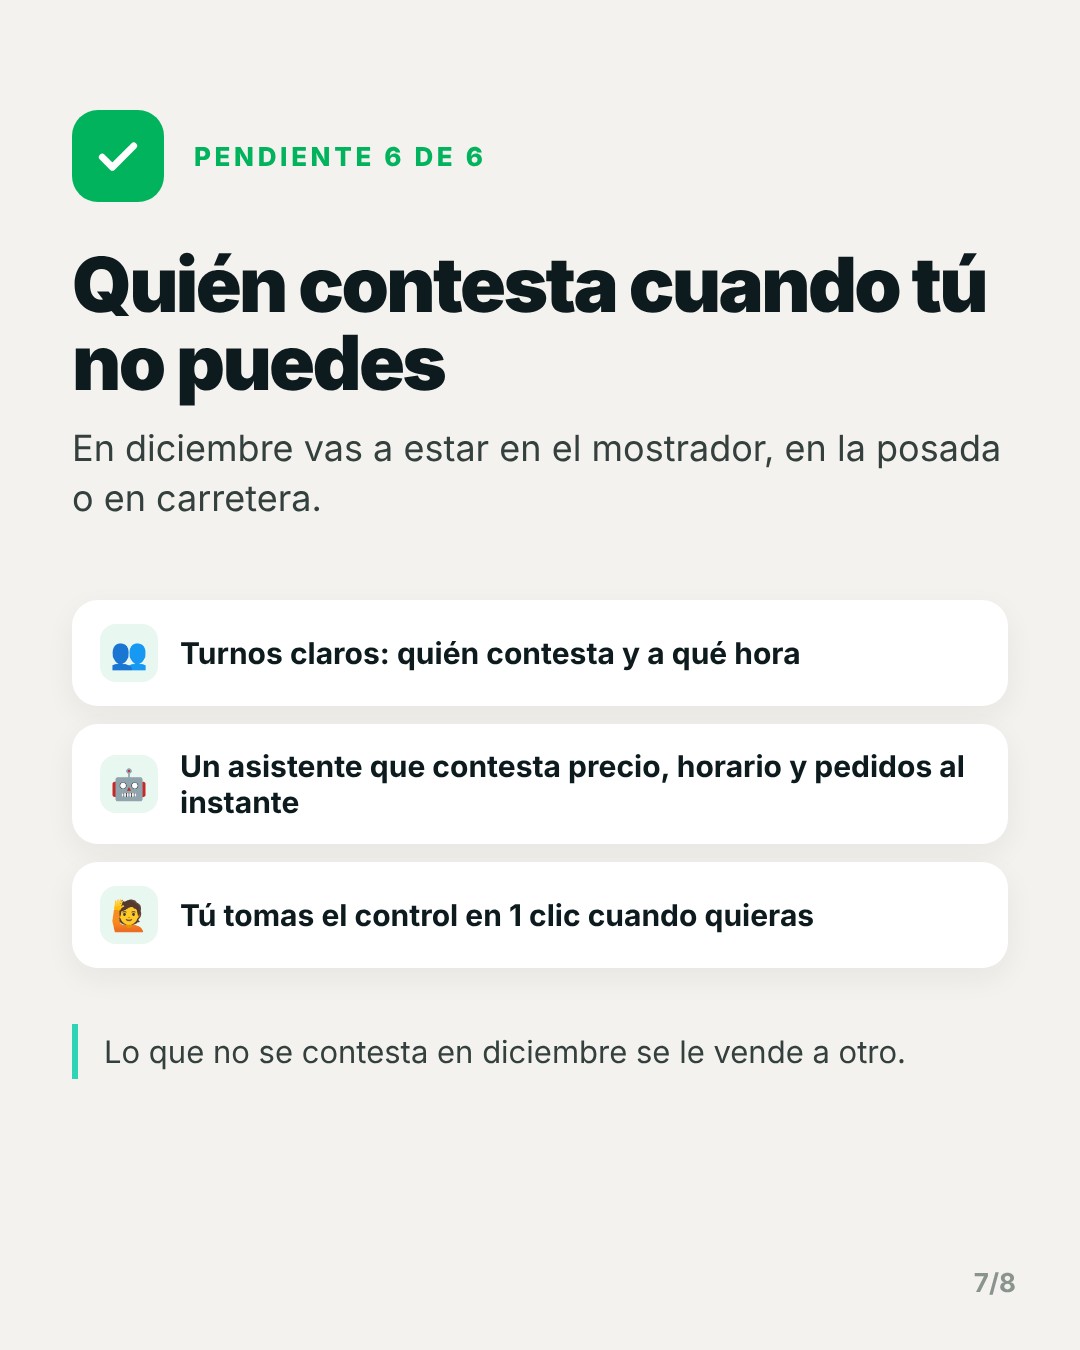 PENDIENTE 6 DE 6
Quién contesta cuando tú
no puedes
En diciembre vas a estar en el mostrador, en la posada
o en carretera.
Turnos claros: quién contesta y a qué hora
Un asistente que contesta precio, horario y pedidos al
instante
Tú tomas el control en 1 clic cuando quieras
Lo que no se contesta en diciembre se le vende a otro.
7/8